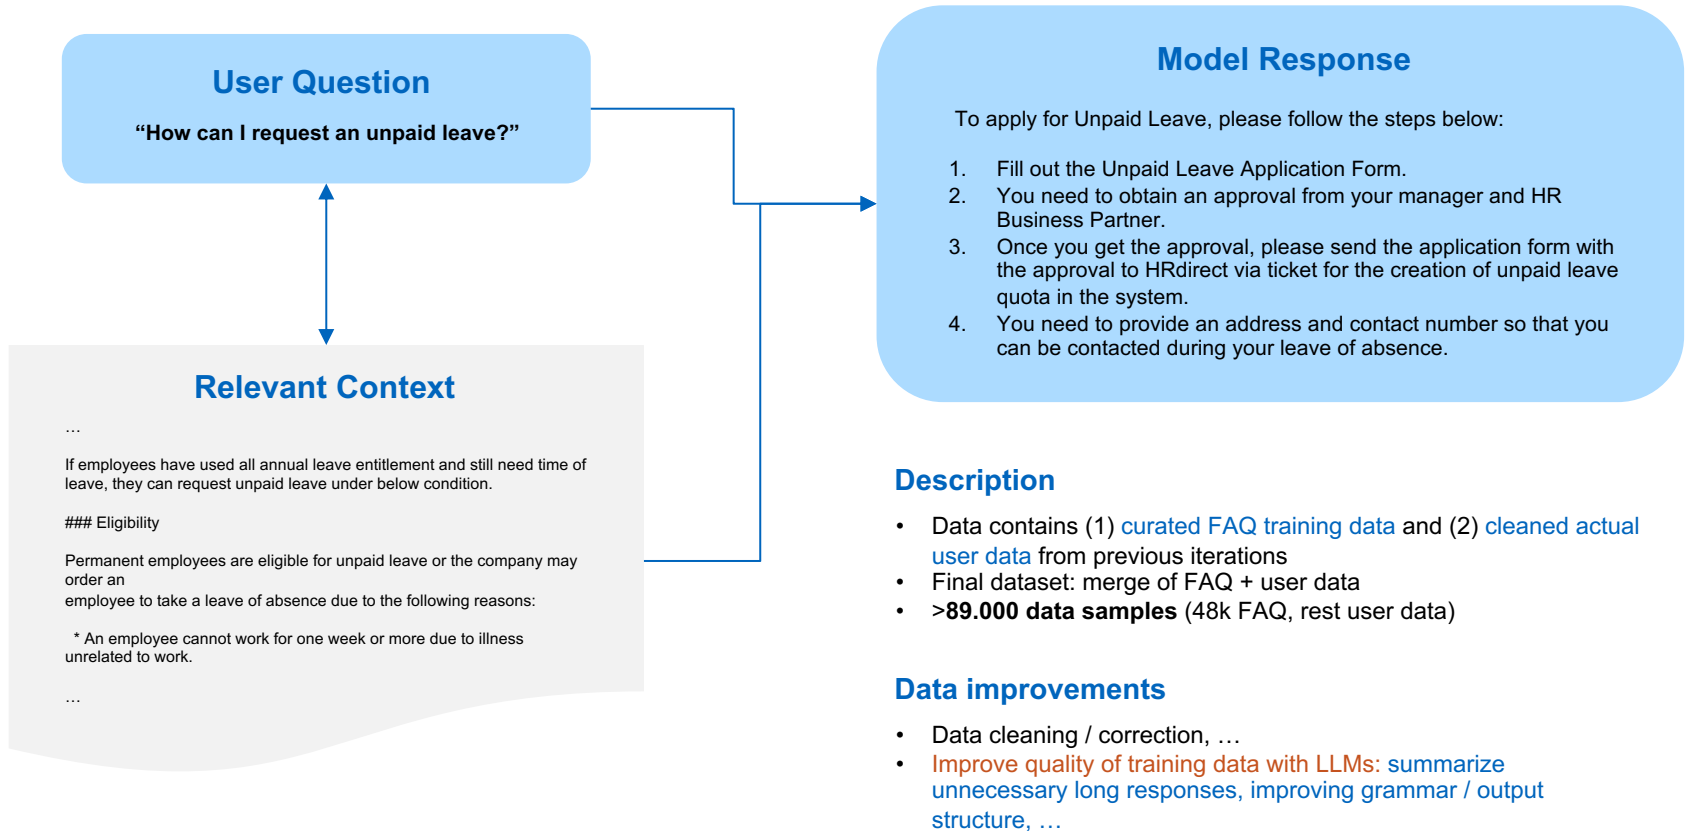 User Question
“How can I request an unpaid leave?”
Relevant Context
…
If employees have used all annual leave entitlement and still need time of
leave, they can request unpaid leave under below condition.
### Eligibility
Permanent employees are eligible for unpaid leave or the company may
order an
employee to take a leave of absence due to the following reasons:
* An employee cannot work for one week or more due to illness
unrelated to work.
…
Model Response
To apply for Unpaid Leave, please follow the steps below:
1. Fill out the Unpaid Leave Application Form.
2. You need to obtain an approval from your manager and HR
Business Partner.
3. Once you get the approval, please send the application form with
the approval to HRdirect via ticket for the creation of unpaid leave
quota in the system.
4. You need to provide an address and contact number so that you
can be contacted during your leave of absence.
Description
• Data contains (1) curated FAQ training data and (2) cleaned actual
user data from previous iterations
• Final dataset: merge of FAQ + user data
• >89.000 data samples (48k FAQ, rest user data)
Data improvements
• Data cleaning / correction, …
• Improve quality of training data with LLMs: summarize
unnecessary long responses, improving grammar / output
structure, …